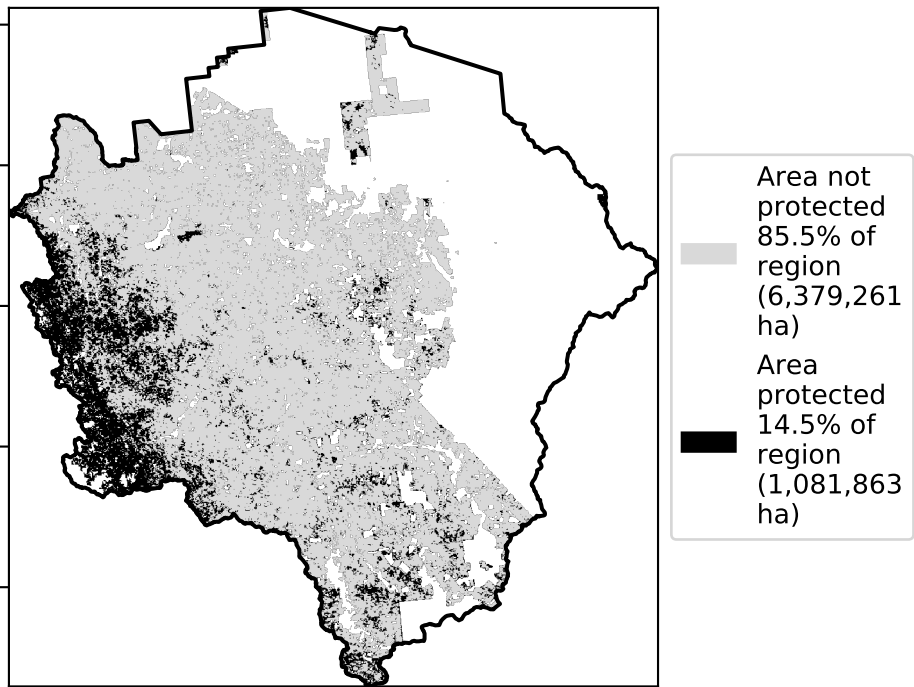 Area not
protected
85.5% of
region
(6,379,261
ha)
Area
protected
14.5% of
region
(1,081,863
ha)